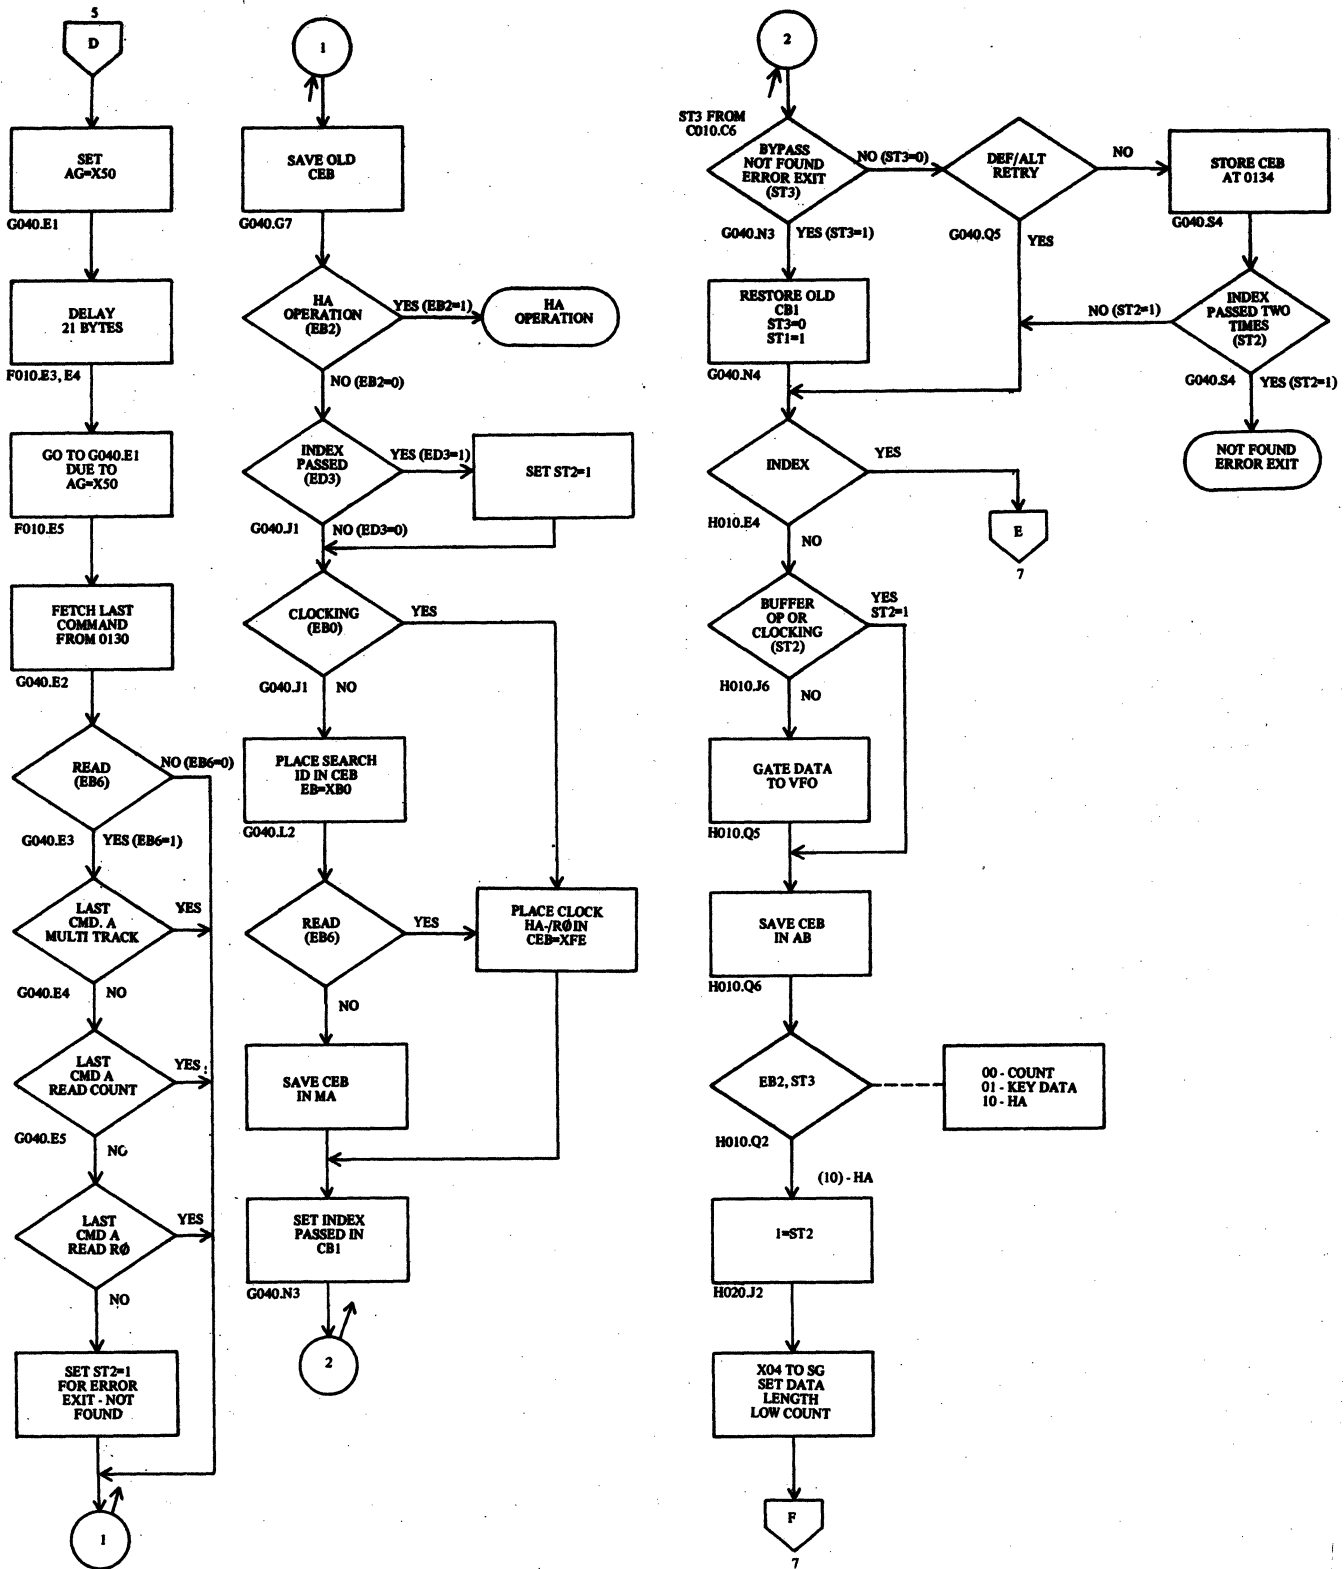 5
D
SET
AG=X50
G040.E1
DELAY
21 BYTES
F010.E3, E4
GO TO G040.E1
DUE TO
AG=X50
F010.E5
FETCH LAST
COMMAND
FROM 0130
G040.E2
READ
(EB6)
NO (EB6=0)
G040.E3
YES (EB6=1)
LAST
CMD. A
MULTI TRACK
YES
G040.E4
NO
LAST
CMD A
READ COUNT
YES
G040.E5
NO
LAST
CMD A
READ RØ
YES
NO
SET ST2=1
FOR ERROR
EXIT - NOT
FOUND
1
1
SAVE OLD
CEB
G040.G7
HA
OPERATION
(EB2)
YES (EB2=1)
HA
OPERATION
NO (EB2=0)
INDEX
PASSED
(ED3)
YES (ED3=1)
SET ST2=1
G040.J1
NO (ED3=0)
CLOCKING
(EB0)
YES
G040.J1
NO
PLACE SEARCH
ID IN CEB
EB=XB0
G040.L2
READ
(EB6)
YES
PLACE CLOCK
HA-/RØ IN
CEB=XFE
NO
SAVE CEB
IN MA
SET INDEX
PASSED IN
CB1
G040.N3
2
2
ST3 FROM
C010.C6
BYPASS
NOT FOUND
ERROR EXIT
(ST3)
NO (ST3=0)
DEF/ALT
RETRY
NO
STORE CEB
AT 0134
G040.N3
YES (ST3=1)
G040.Q5
YES
G040.S4
RESTORE OLD
CB1
ST3=0
ST1=1
G040.N4
NO (ST2=1)
INDEX
PASSED TWO
TIMES
(ST2)
G040.S4
YES (ST2=1)
NOT FOUND
ERROR EXIT
INDEX
YES
H010.E4
NO
E
7
BUFFER
OP OR
CLOCKING
(ST2)
YES
ST2=1
H010.J6
NO
GATE DATA
TO VFO
H010.Q5
SAVE CEB
IN AB
H010.Q6
EB2, ST3
00 - COUNT
01 - KEY DATA
10 - HA
H010.Q2
(10) - HA
1=ST2
H020.J2
X04 TO SG
SET DATA
LENGTH
LOW COUNT
F
7